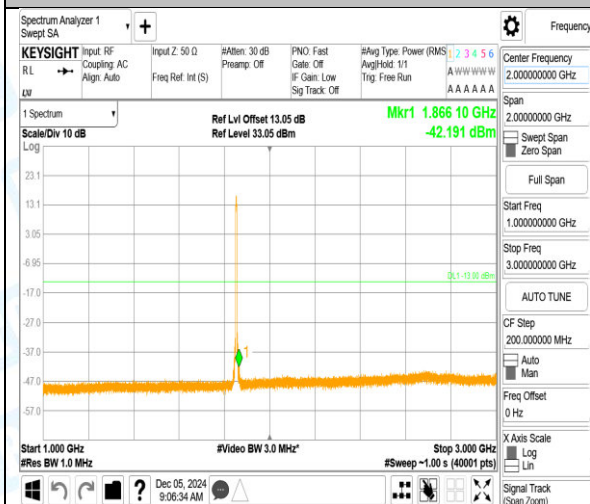 Spectrum Analyzer 1
Swept SA
+
Frequency
KEYSIGHT
RL
LXI
Input: RF
Coupling: AC
Align: Auto
Input Z: 50 Ω
Freq Ref: Int (S)
#Atten: 30 dB
Preamp: Off
PNO: Fast
Gate: Off
IF Gain: Low
Sig Track: Off
#Avg Type: Power (RMS
Avg|Hold: 1/1
Trig: Free Run
1 2 3 4 5 6
A W W W W W
A A A A A A
1 Spectrum
Scale/Div 10 dB
Log
Ref Lvl Offset 13.05 dB
Ref Level 33.05 dBm
Mkr1 1.866 10 GHz
-42.191 dBm
23.1
13.1
3.05
-6.95
-17.0
-27.0
-37.0
-47.0
-57.0
DL1 -13.00 dBm
1
Start 1.000 GHz
#Res BW 1.0 MHz
#Video BW 3.0 MHz*
Stop 3.000 GHz
#Sweep ~1.00 s (40001 pts)
Dec 05, 2024
9:06:34 AM
?
Center Frequency
2.000000000 GHz
Span
2.00000000 GHz
Swept Span
Zero Span
Full Span
Start Freq
1.000000000 GHz
Stop Freq
3.000000000 GHz
AUTO TUNE
CF Step
200.000000 MHz
Auto
Man
Freq Offset
0 Hz
X Axis Scale
Log
Lin
Signal Track
(Span Zoom)